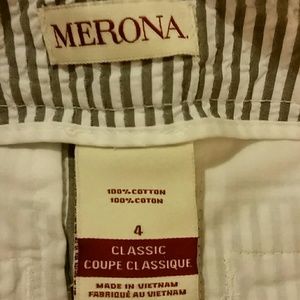 MERONA.
100% COTTON
100% COTON
4
CLASSIC
COUPE CLASSIQUE
MADE IN VIETNAM
FABRIQUÉ AU VIETNAM